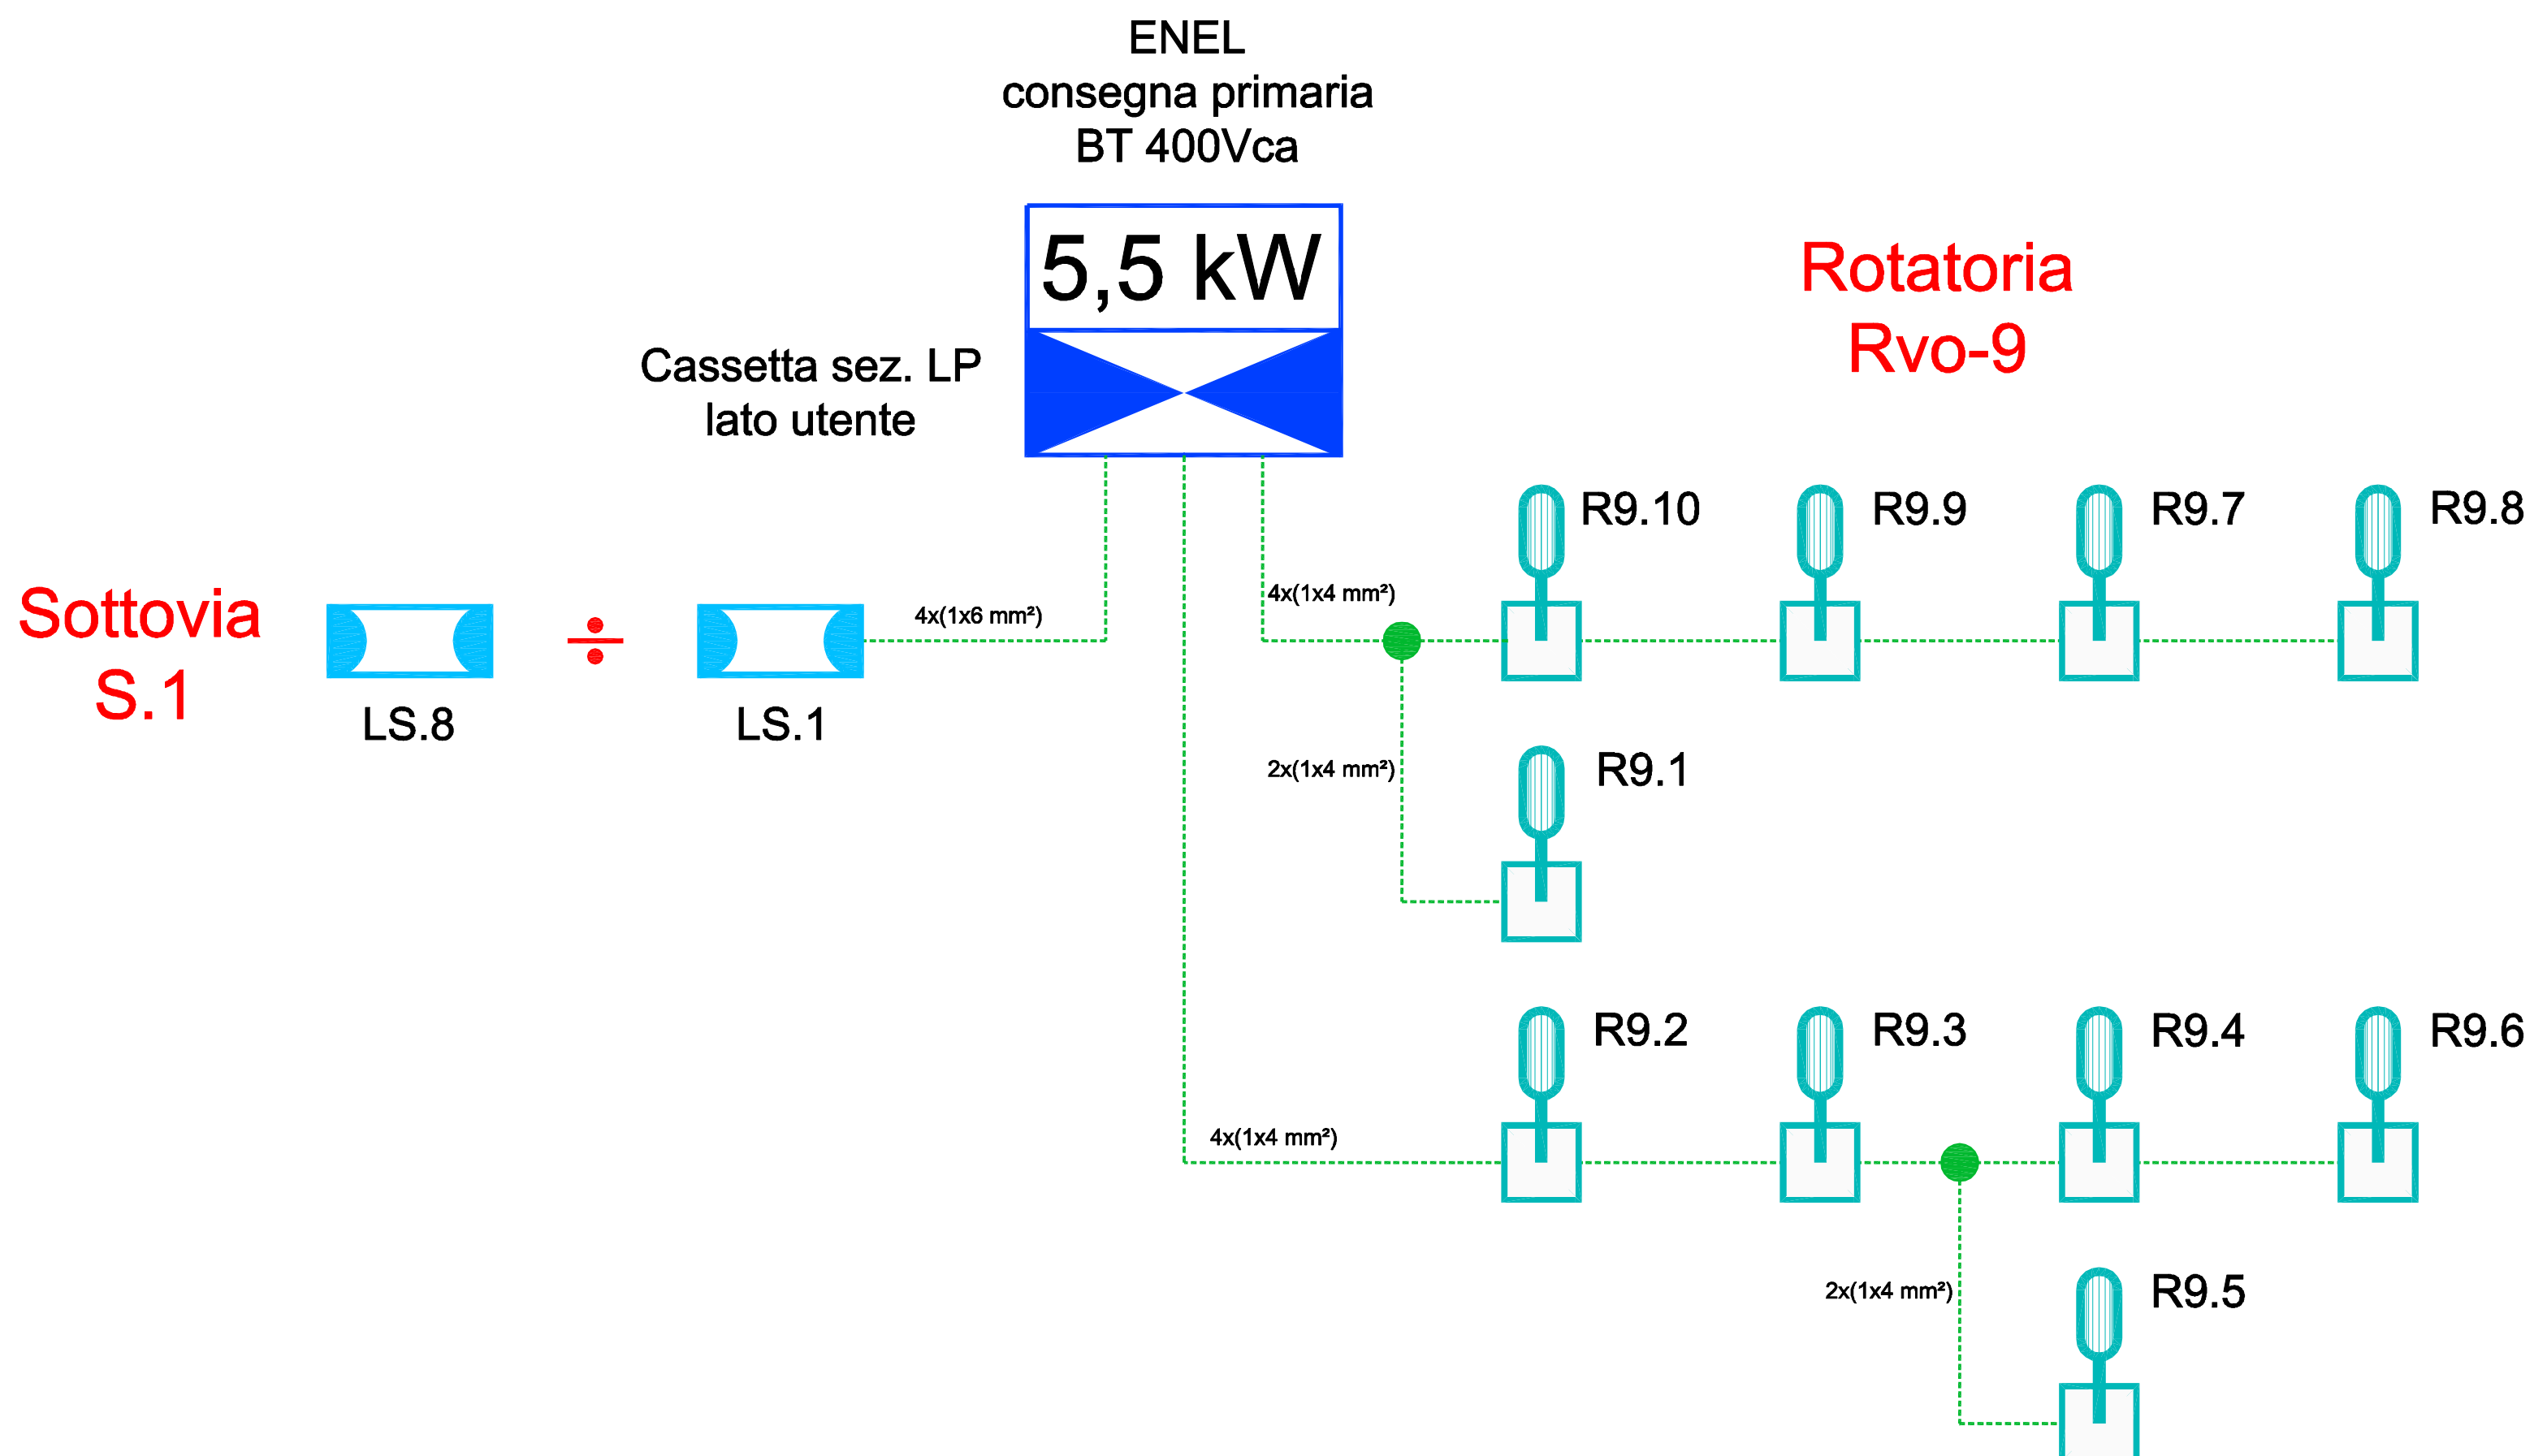 ENEL
consegna primaria
BT 400Vca
5,5 kW
Rotatoria
Rvo-9
Cassetta sez. LP
lato utente
R9.10
R9.9
R9.7
R9.8
Sottovia
S.1
LS.8
÷
LS.1
4x(1x6 mm²)
4x(1x4 mm²)
2x(1x4 mm²)
R9.1
R9.2
R9.3
R9.4
R9.6
4x(1x4 mm²)
2x(1x4 mm²)
R9.5